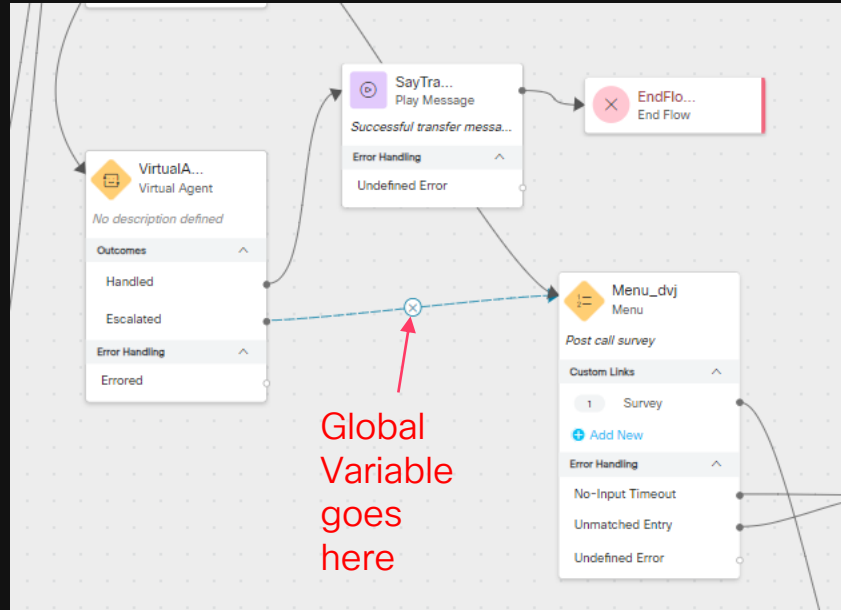 SayTra...
Play Message
Successful transfer messa...
Error Handling
Undefined Error
EndFlo...
End Flow
VirtualA...
Virtual Agent
No description defined
Outcomes
Handled
Escalated
Error Handling
Errored
Global
Variable
goes
here
Menu_dvj
Menu
Post call survey
Custom Links
1 Survey
Add New
Error Handling
No-Input Timeout
Unmatched Entry
Undefined Error